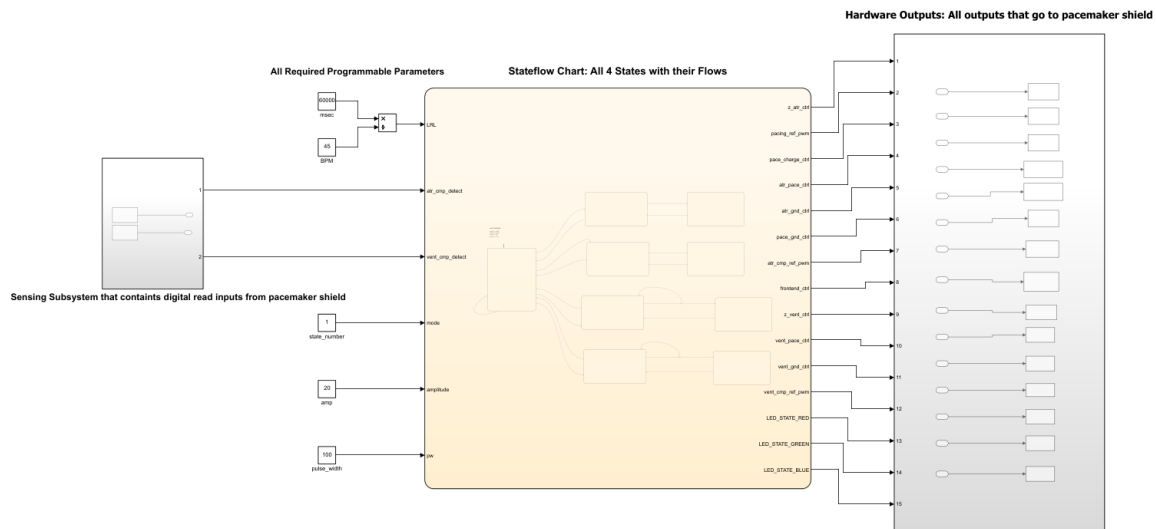 Hardware Outputs: All outputs that go to pacemaker shield
All Required Programmable Parameters
Stateflow Chart: All 4 States with their Flows
60000
msec
45
BPM
LRL
1
atr_cmp_detect
2
vent_cmp_detect
Sensing Subsystem that containts digital read inputs from pacemaker shield
1
state_number
mode
20
amp
amplitude
100
pulse_width
pw
z_atr_ctrl
pacing_ref_pwm
pace_charge_ctrl
atr_pace_ctrl
atr_gnd_ctrl
pace_gnd_ctrl
atr_cmp_ref_pwm
frontend_ctrl
z_vent_ctrl
vent_pace_ctrl
vent_gnd_ctrl
vent_cmp_ref_pwm
LED_STATE_RED
LED_STATE_GREEN
LED_STATE_BLUE
1
2
3
4
5
6
7
8
9
10
11
12
13
14
15